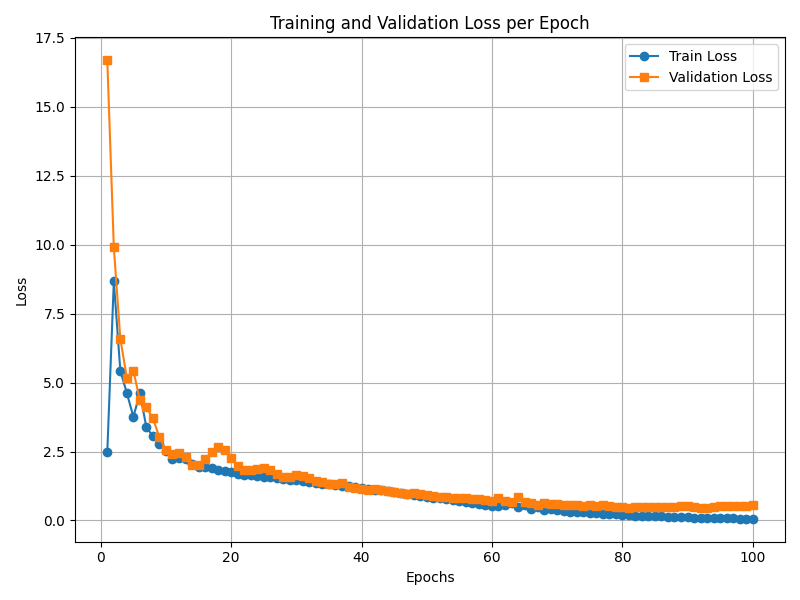 Training and Validation Loss per Epoch
Train Loss
Validation Loss
17.5
15.0
12.5
10.0
7.5
5.0
2.5
0.0
Loss
0 20 40 60 80 100
Epochs